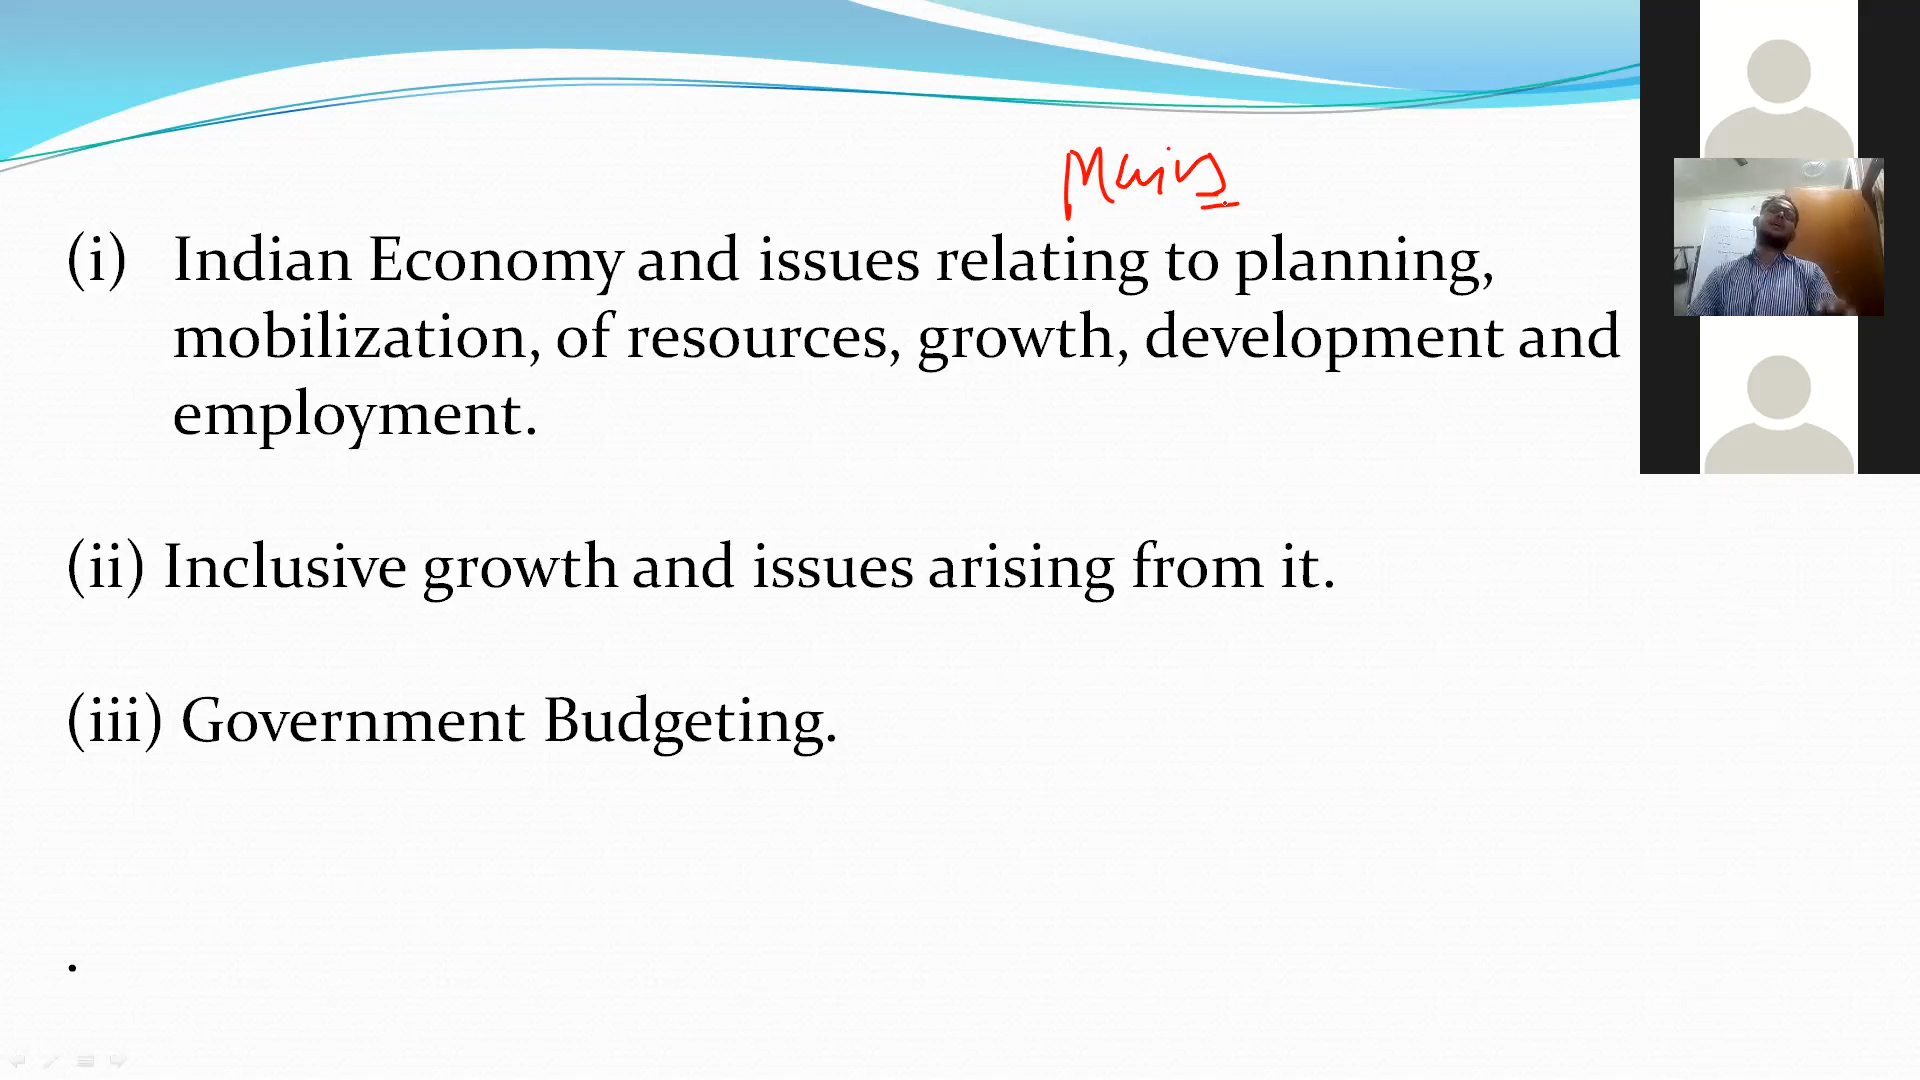 Mains
(i) Indian Economy and issues relating to planning,
mobilization, of resources, growth, development and
employment.
(ii) Inclusive growth and issues arising from it.
(iii) Government Budgeting.
.